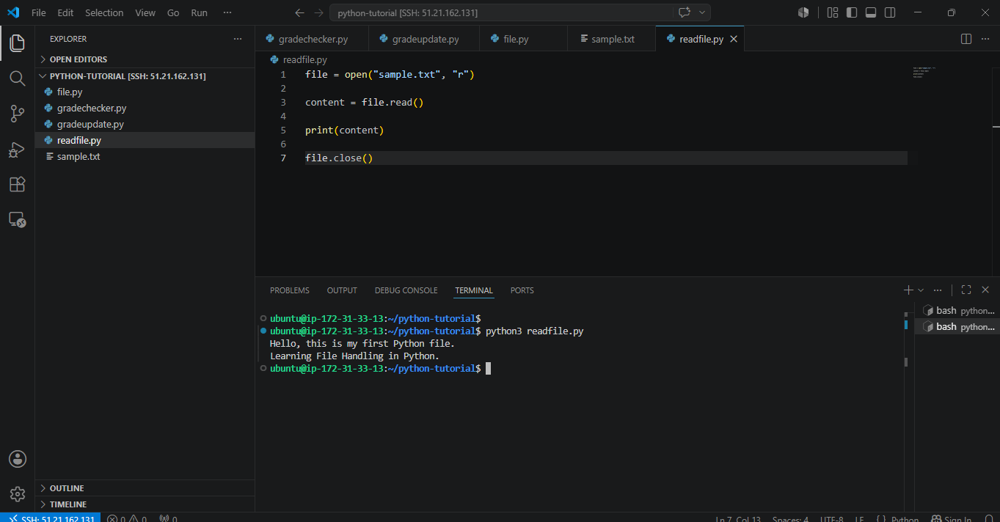 File Edit Selection View Go Run ··· python-tutorial [SSH: 51.21.162.131]
EXPLORER ···
OPEN EDITORS
PYTHON-TUTORIAL [SSH: 51.21.162.131]
file.py
gradechecker.py
gradeupdate.py
readfile.py
sample.txt
OUTLINE
TIMELINE
gradechecker.py gradeupdate.py file.py sample.txt readfile.py
readfile.py
1 file = open("sample.txt", "r")
2
3 content = file.read()
4
5 print(content)
6
7 file.close()
PROBLEMS OUTPUT DEBUG CONSOLE TERMINAL PORTS
ubuntu@ip-172-31-33-13:~/python-tutorial$
ubuntu@ip-172-31-33-13:~/python-tutorial$ python3 readfile.py
Hello, this is my first Python file.
Learning File Handling in Python.
ubuntu@ip-172-31-33-13:~/python-tutorial$
bash python...
bash python...
SSH: 51.21.162.131 0 0 0 Ln 7, Col 13 Spaces: 4 UTF-8 LF {} Python Sign In